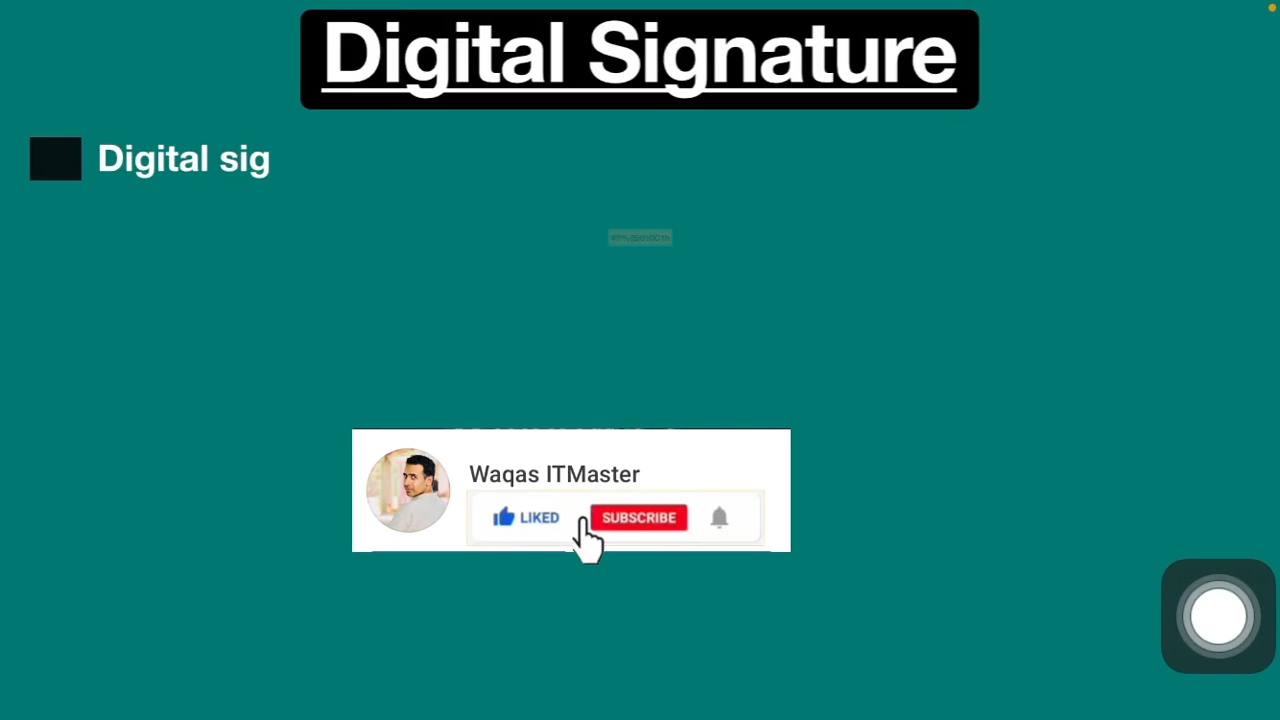 Digital Signature
Digital sig
Waqas ITMaster
LIKED
SUBSCRIBE